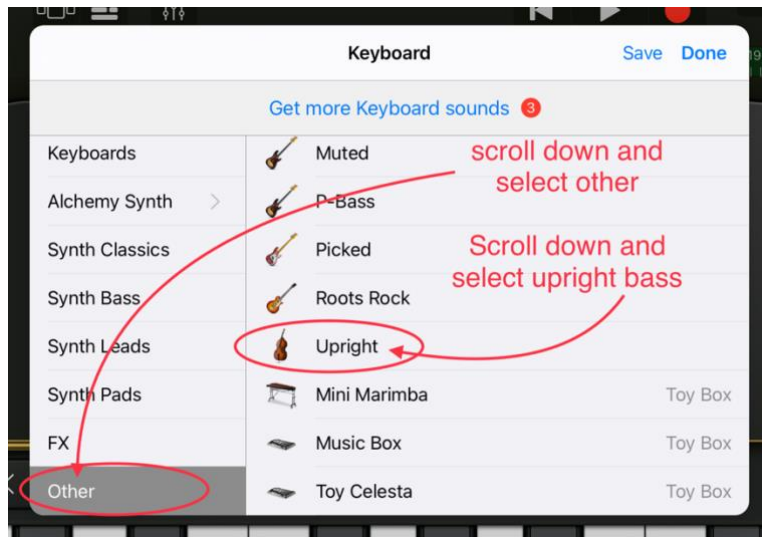 Keyboard Save Done
Get more Keyboard sounds 3
Keyboards
Alchemy Synth
Synth Classics
Synth Bass
Synth Leads
Synth Pads
FX
Other
Muted
P-Bass
Picked
Roots Rock
Upright
Mini Marimba Toy Box
Music Box Toy Box
Toy Celesta Toy Box
scroll down and
select other
Scroll down and
select upright bass